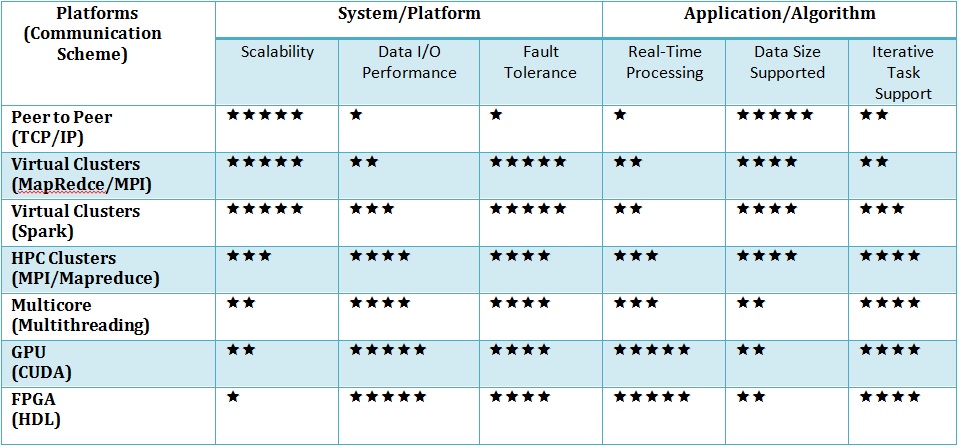 Platforms
(Communication
Scheme)
System/Platform
Application/Algorithm
Scalability
Data I/O
Performance
Fault
Tolerance
Real-Time
Processing
Data Size
Supported
Iterative
Task
Support
Peer to Peer
(TCP/IP)
★★★★★ ★ ★ ★ ★★★★★ ★★
Virtual Clusters
(MapRedce/MPI)
★★★★★ ★★ ★★★★★ ★★ ★★★★ ★★
Virtual Clusters
(Spark)
★★★★★ ★★★ ★★★★★ ★★ ★★★★ ★★★
HPC Clusters
(MPI/Mapreduce)
★★★ ★★★★ ★★★★ ★★★ ★★★★ ★★★★
Multicore
(Multithreading)
★★ ★★★★ ★★★★ ★★★ ★★ ★★★★
GPU
(CUDA)
★★ ★★★★★ ★★★★ ★★★★★ ★★ ★★★★
FPGA
(HDL)
★ ★★★★★ ★★★★ ★★★★★ ★★ ★★★★